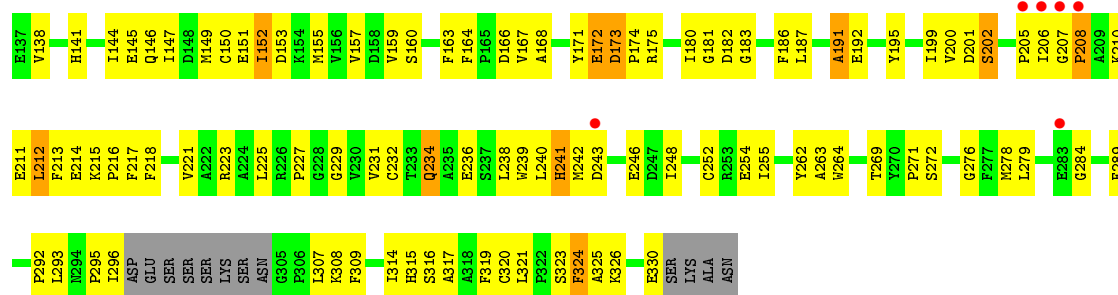 E137 V138 H141 I144 E145 Q146 I147 D148 M149 C150 E151 I152 D153 K154 M155 V156 V157 D158 V159 S160 F163 F164 P165 D166 V167 A168 Y171 E172 D173 P174 R175 I180 G181 D182 G183 F186 L187 A191 E192 Y195 I199 V200 D201 S202 P205 I206 G207 P208 A209 K210
E211 L212 F213 E214 K215 P216 F217 F218 V221 A222 R223 A224 L225 R226 P227 G228 G229 V230 V231 C232 T233 Q234 A235 E236 S237 L238 W239 L240 H241 M242 D243 E246 D247 I248 C252 R253 E254 I255 Y262 A263 W264 T269 Y270 P271 S272 G276 F277 M278 L279 E283 G284
P292 L293 N294 P295 I296 ASP GLU SER SER SER LYS SER ASN G305 P306 L307 K308 F309 I314 H315 S316 A317 A318 F319 C320 L321 P322 S323 F324 A325 K326 E330 SER LYS ALA ASN